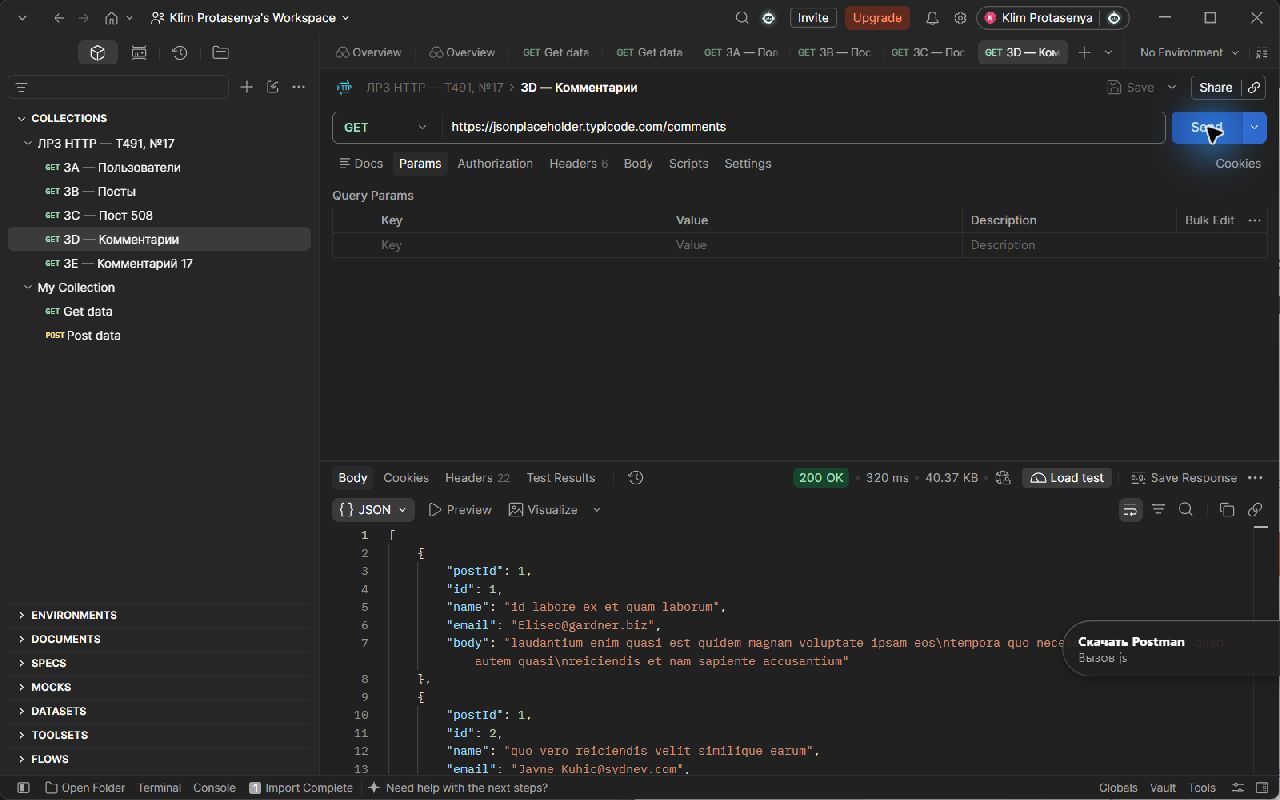 Klim Protasenya's Workspace
Invite
Upgrade
Klim Protasenya
Overview
Overview
GET Get data
GET Get data
GET 3A — Пол
GET 3B — Пос
GET 3C — Пос
GET 3D — Ком
No Environment
ЛР3 HTTP — T491, №17 > 3D — Комментарии
Save
Share
GET
https://jsonplaceholder.typicode.com/comments
Send
Docs
Params
Authorization
Headers 6
Body
Scripts
Settings
Cookies
Query Params
Key Value Description Bulk Edit
Key Value Description
COLLECTIONS
ЛР3 HTTP — T491, №17
GET 3A — Пользователи
GET 3B — Посты
GET 3C — Пост 508
GET 3D — Комментарии
GET 3E — Комментарий 17
My Collection
GET Get data
POST Post data
ENVIRONMENTS
DOCUMENTS
SPECS
MOCKS
DATASETS
TOOLSETS
FLOWS
Body
Cookies
Headers 22
Test Results
200 OK • 320 ms • 40.37 KB
Load test
e.g. Save Response
{} JSON
Preview
Visualize
1 [
2 {
3 "postId": 1,
4 "id": 1,
5 "name": "id labore ex et quam laborum",
6 "email": "Eliseo@gardner.biz",
7 "body": "laudantium enim quasi est quidem magnam voluptate ipsam eos\ntempora quo
autem quasi\nreiciendis et nam sapiente accusantium"
8 },
9 {
10 "postId": 1,
11 "id": 2,
12 "name": "quo vero reiciendis velit similique earum",
13 "email": "Jayne_Kuhic@sydney.com",
Скачать Postman
Вызов js
Open Folder
Terminal
Console
1 Import Complete
Need help with the next steps?
Globals
Vault
Tools